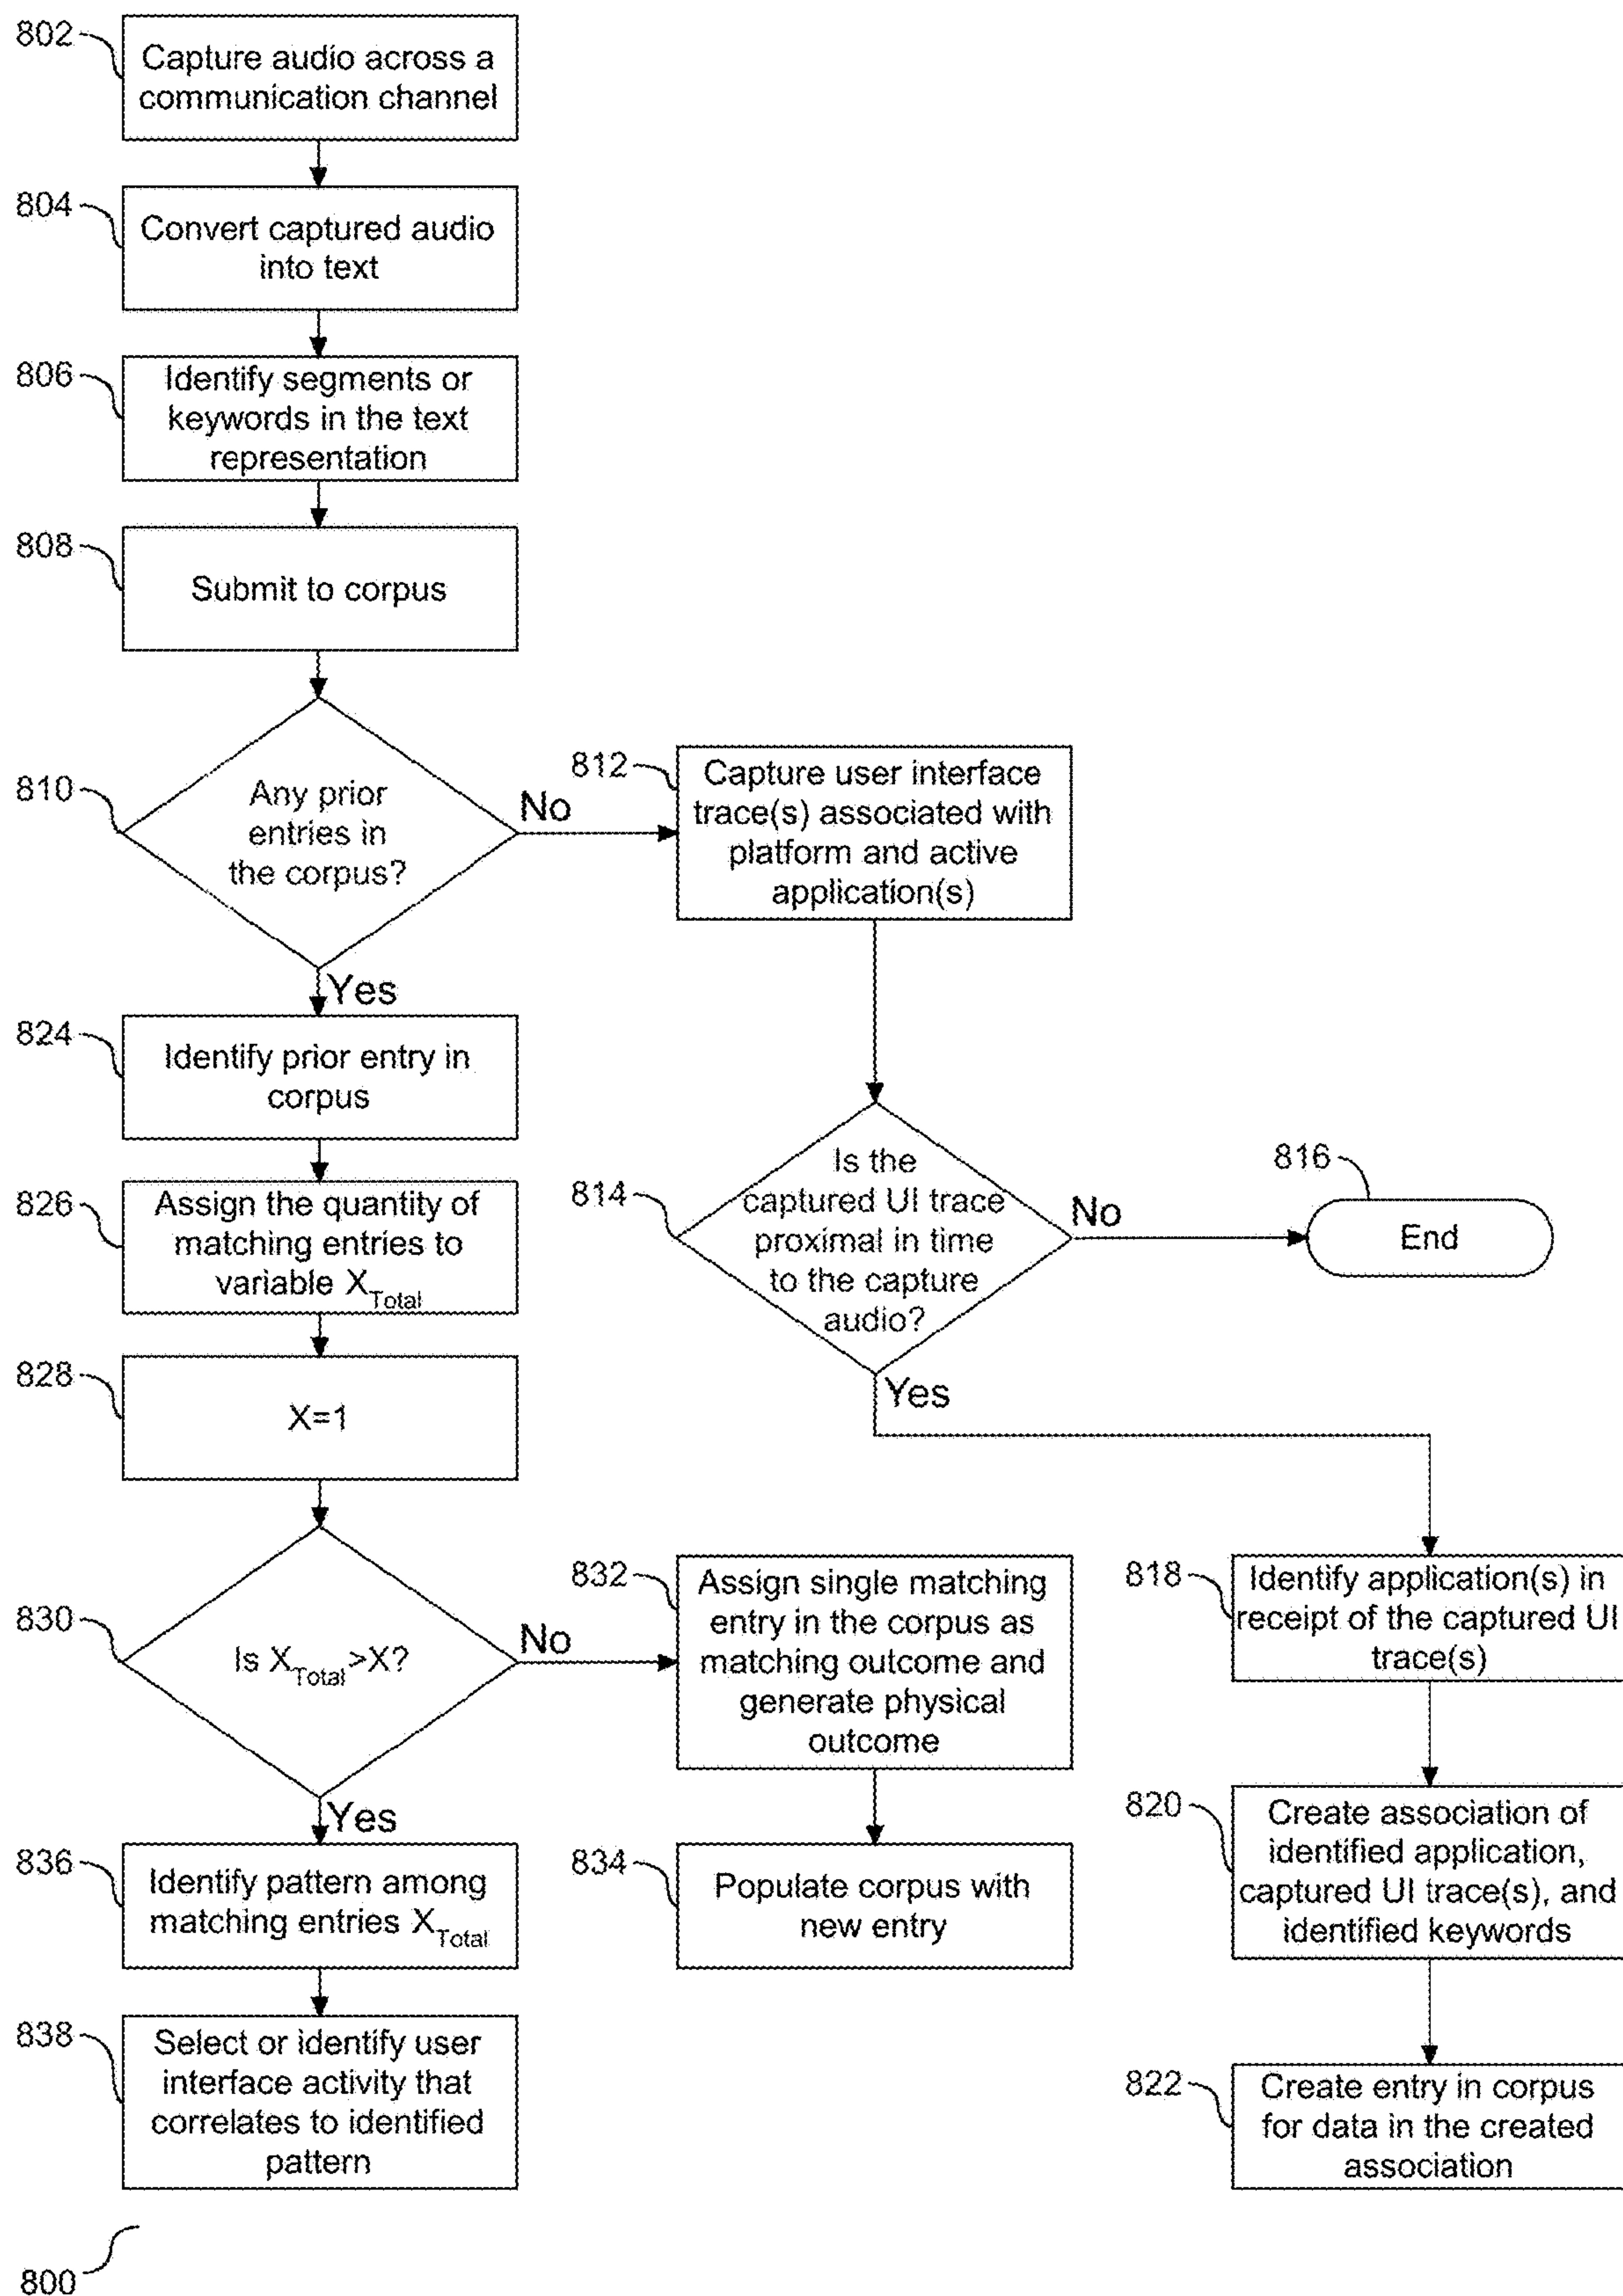 802
Capture audio across a
communication channel
804
Convert captured audio
into text
806
Identify segments or
keywords in the text
representation
808
Submit to corpus
810
Any prior
entries in
the corpus?
No
812
Capture user interface
trace(s) associated with
platform and active
application(s)
Yes
824
Identify prior entry in
corpus
826
Assign the quantity of
matching entries to
variable X_Total
814
Is the
captured UI trace
proximal in time
to the capture
audio?
No
816
End
Yes
828
X=1
830
Is X_Total>X?
No
832
Assign single matching
entry in the corpus as
matching outcome and
generate physical
outcome
818
Identify application(s) in
receipt of the captured UI
trace(s)
Yes
836
Identify pattern among
matching entries X_Total
834
Populate corpus with
new entry
820
Create association of
identified application,
captured UI trace(s), and
identified keywords
838
Select or identify user
interface activity that
correlates to identified
pattern
822
Create entry in corpus
for data in the created
association
800